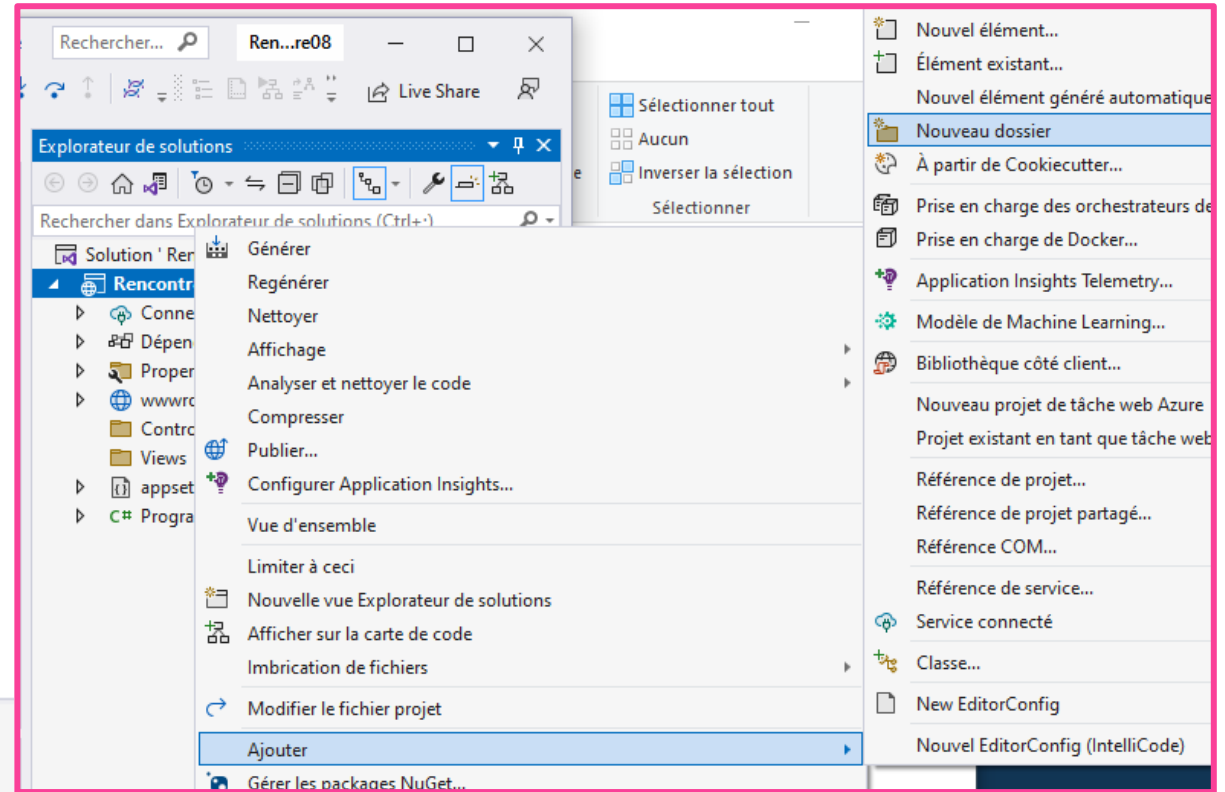 Rechercher...
Ren...re08
Live Share
Explorateur de solutions
Rechercher dans Explorateur de solutions (Ctrl+;)
Solution ' Ren
Rencontr
Conne
Dépen
Proper
wwwro
Contro
Views
appset
C# Progra
Sélectionner tout
Aucun
e
Inverser la sélection
Sélectionner
Générer
Regénérer
Nettoyer
Affichage
Analyser et nettoyer le code
Compresser
Publier...
Configurer Application Insights...
Vue d'ensemble
Limiter à ceci
Nouvelle vue Explorateur de solutions
Afficher sur la carte de code
Imbrication de fichiers
Modifier le fichier projet
Ajouter
Gérer les packages NuGet...
Nouvel élément...
Élément existant...
Nouvel élément généré automatique
Nouveau dossier
À partir de Cookiecutter...
Prise en charge des orchestrateurs de
Prise en charge de Docker...
Application Insights Telemetry...
Modèle de Machine Learning...
Bibliothèque côté client...
Nouveau projet de tâche web Azure
Projet existant en tant que tâche web
Référence de projet...
Référence de projet partagé...
Référence COM...
Référence de service...
Service connecté
Classe...
New EditorConfig
Nouvel EditorConfig (IntelliCode)